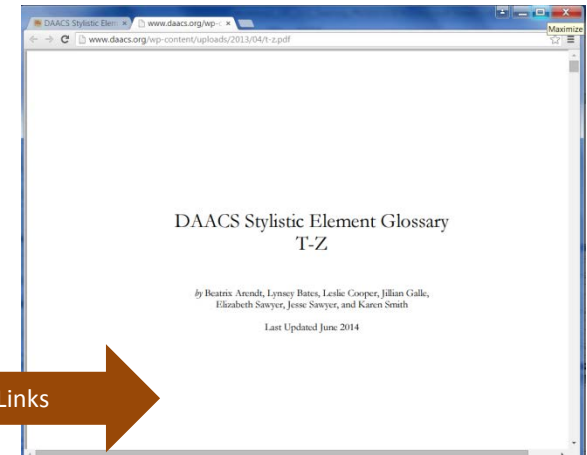 DAACS Stylistic Elem
www.daacs.org/wp-c
Maximize
www.daacs.org/wp-content/uploads/2013/04/t-z.pdf
DAACS Stylistic Element Glossary
T-Z
by Beatrix Arendt, Lynsey Bates, Leslie Cooper, Jillian Galle,
Elizabeth Sawyer, Jesse Sawyer, and Karen Smith
Last Updated June 2014
Links